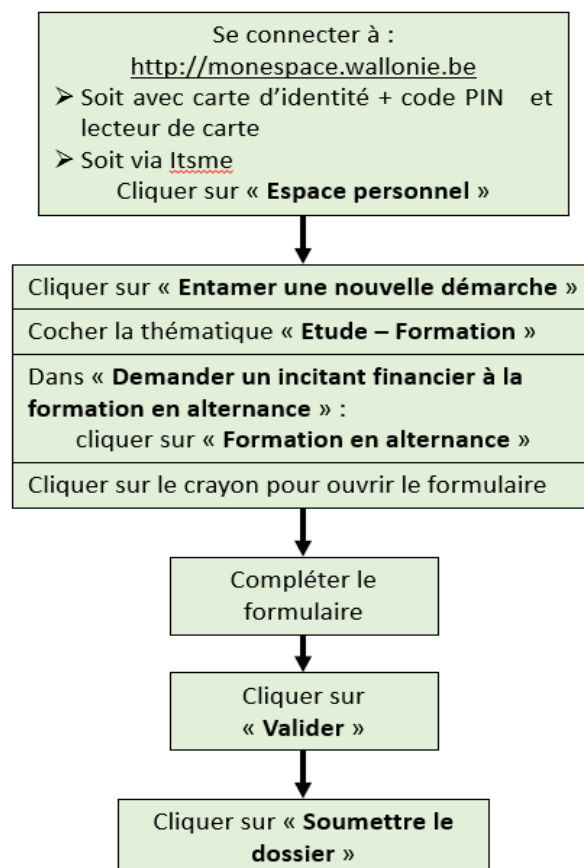 Se connecter à :
http://monespace.wallonie.be
➢ Soit avec carte d’identité + code PIN et
lecteur de carte
➢ Soit via Itsme
Cliquer sur « Espace personnel »
Cliquer sur « Entamer une nouvelle démarche »
Cocher la thématique « Etude – Formation »
Dans « Demander un incitant financier à la
formation en alternance » :
cliquer sur « Formation en alternance »
Cliquer sur le crayon pour ouvrir le formulaire
Compléter le
formulaire
Cliquer sur
« Valider »
Cliquer sur « Soumettre le
dossier »